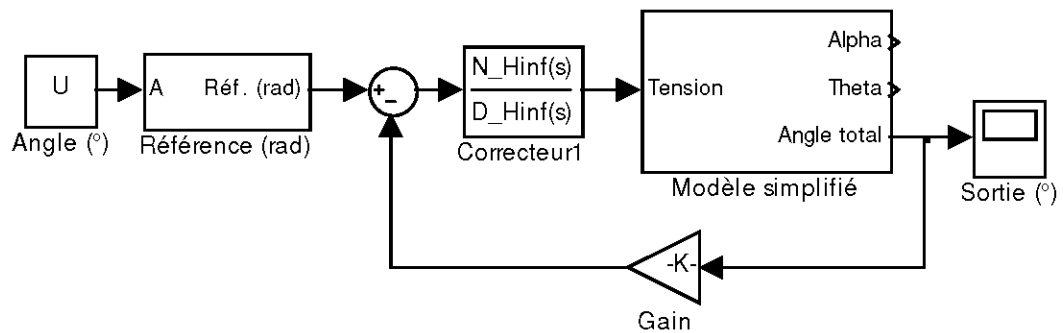 U
Angle (°)
A
Réf. (rad)
Référence (rad)
+
−
N_Hinf(s)
D_Hinf(s)
Correcteur1
Tension
Alpha
Theta
Angle total
Modèle simplifié
Sortie (°)
-K-
Gain